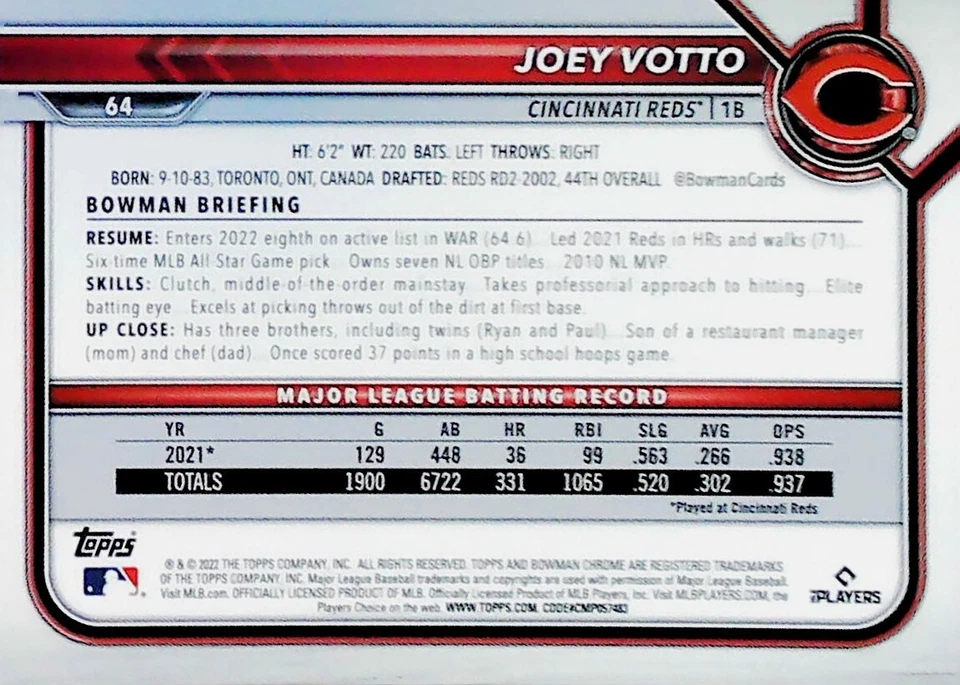 JOEY VOTTO
64
CINCINNATI REDS™ | 1B
HT: 6'2" WT: 220 BATS: LEFT THROWS: RIGHT
BORN: 9-10-83, TORONTO, ONT, CANADA DRAFTED: REDS RD2-2002, 44TH OVERALL @BowmanCards
BOWMAN BRIEFING
RESUME: Enters 2022 eighth on active list in WAR (64.6)... Led 2021 Reds in HRs and walks (71)...
Six-time MLB All-Star Game pick... Owns seven NL OBP titles... 2010 NL MVP.
SKILLS: Clutch, middle-of-the-order mainstay... Takes professorial approach to hitting... Elite
batting eye... Excels at picking throws out of the dirt at first base.
UP CLOSE: Has three brothers, including twins (Ryan and Paul)... Son of a restaurant manager
(mom) and chef (dad)... Once scored 37 points in a high school hoops game.
MAJOR LEAGUE BATTING RECORD
YR G AB HR RBI SLG AVG OPS
2021* 129 448 36 99 .563 .266 .938
TOTALS 1900 6722 331 1065 .520 .302 .937
*Played at Cincinnati Reds
topps
® & © 2022 THE TOPPS COMPANY, INC. ALL RIGHTS RESERVED. TOPPS AND BOWMAN CHROME ARE REGISTERED TRADEMARKS
OF THE TOPPS COMPANY, INC. Major League Baseball trademarks and copyrights are used with permission of Major League Baseball.
Visit MLB.com. OFFICIALLY LICENSED PRODUCT OF MLB. Officially Licensed Product of MLB Players, Inc. Visit MLBPLAYERS.COM, the
Players Choice on the web. WWW.TOPPS.COM. CODE#CMP057483
PLAYERS